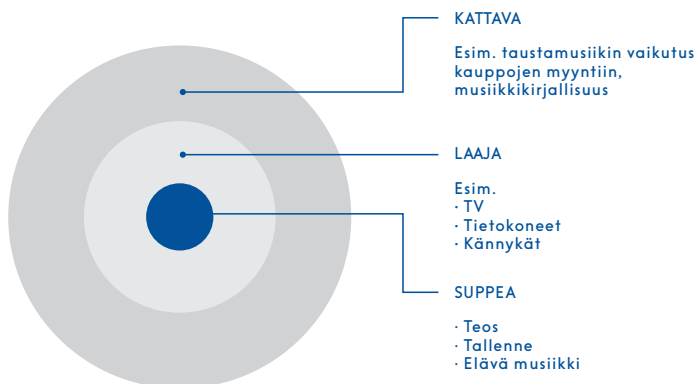 KATTAVA
Esim. taustamusiikin vaikutus
kauppojen myyntiin,
musiikkikirjallisuus
LAAJA
Esim.
· TV
· Tietokoneet
· Kännykät
SUPPEA
· Teos
· Tallenne
· Elävä musiikki